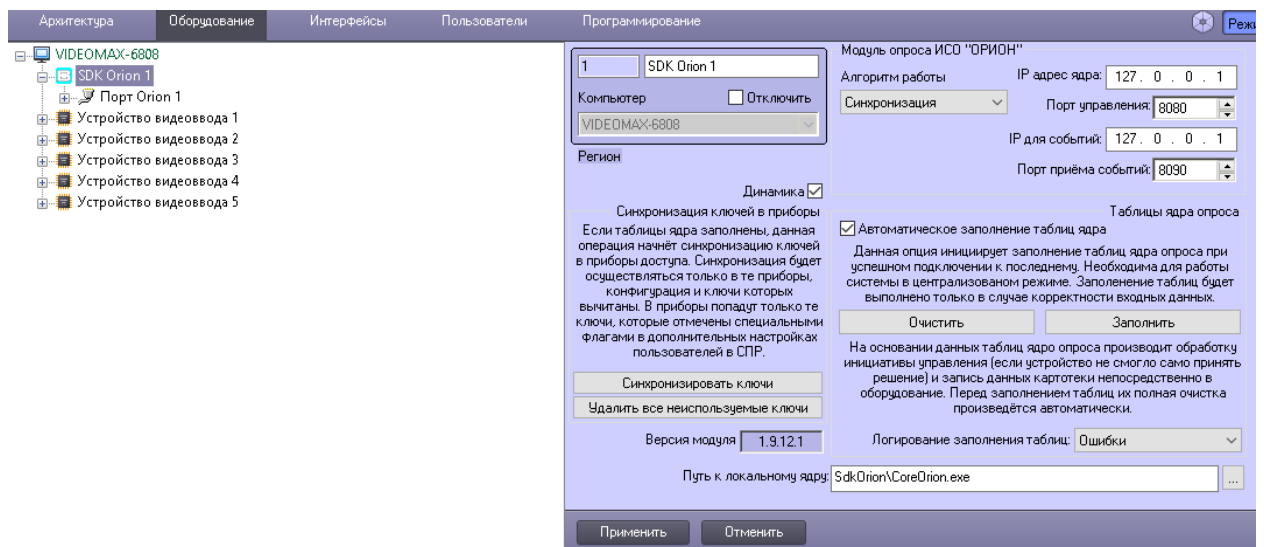 Архитектура Оборудование Интерфейсы Пользователи Программирование
VIDEOMAX-6808
SDK Orion 1
Порт Orion 1
Устройство видеоввода 1
Устройство видеоввода 2
Устройство видеоввода 3
Устройство видеоввода 4
Устройство видеоввода 5
1 SDK Orion 1
Компьютер Отключить
VIDEOMAX-6808
Регион
Динамика
Синхронизация ключей в приборы
Если таблицы ядра заполнены, данная
операция начнёт синхронизацию ключей
в приборы доступа. Синхронизация будет
осуществляться только в те приборы,
конфигурация и ключи которых
вычитаны. В приборы попадут только те
ключи, которые отмечены специальными
флагами в дополнительных настройках
пользователей в СПР.
Синхронизировать ключи
Удалить все неиспользуемые ключи
Версия модуля 1.9.12.1
Модуль опроса ИСО "ОРИОН"
Алгоритм работы IP адрес ядра: 127 . 0 . 0 . 1
Синхронизация Порт управления: 8080
IP для событий: 127 . 0 . 0 . 1
Порт приёма событий: 8090
Таблицы ядра опроса
Автоматическое заполнение таблиц ядра
Данная опция инициирует заполнение таблиц ядра опроса при
успешном подключении к последнему. Необходима для работы
системы в централизованом режиме. Заполенение таблиц будет
выполнено только в случае корректности входных данных.
Очистить Заполнить
На основании данных таблиц ядро опроса производит обработку
инициативы управления (если устройство не смогло само принять
решение) и запись данных картотеки непосредственно в
оборудование. Перед заполнением таблиц их полная очистка
произведётся автоматически.
Логирование заполнения таблиц: Ошибки
Путь к локальному ядру: SdkOrion\CoreOrion.exe ...
Применить Отменить